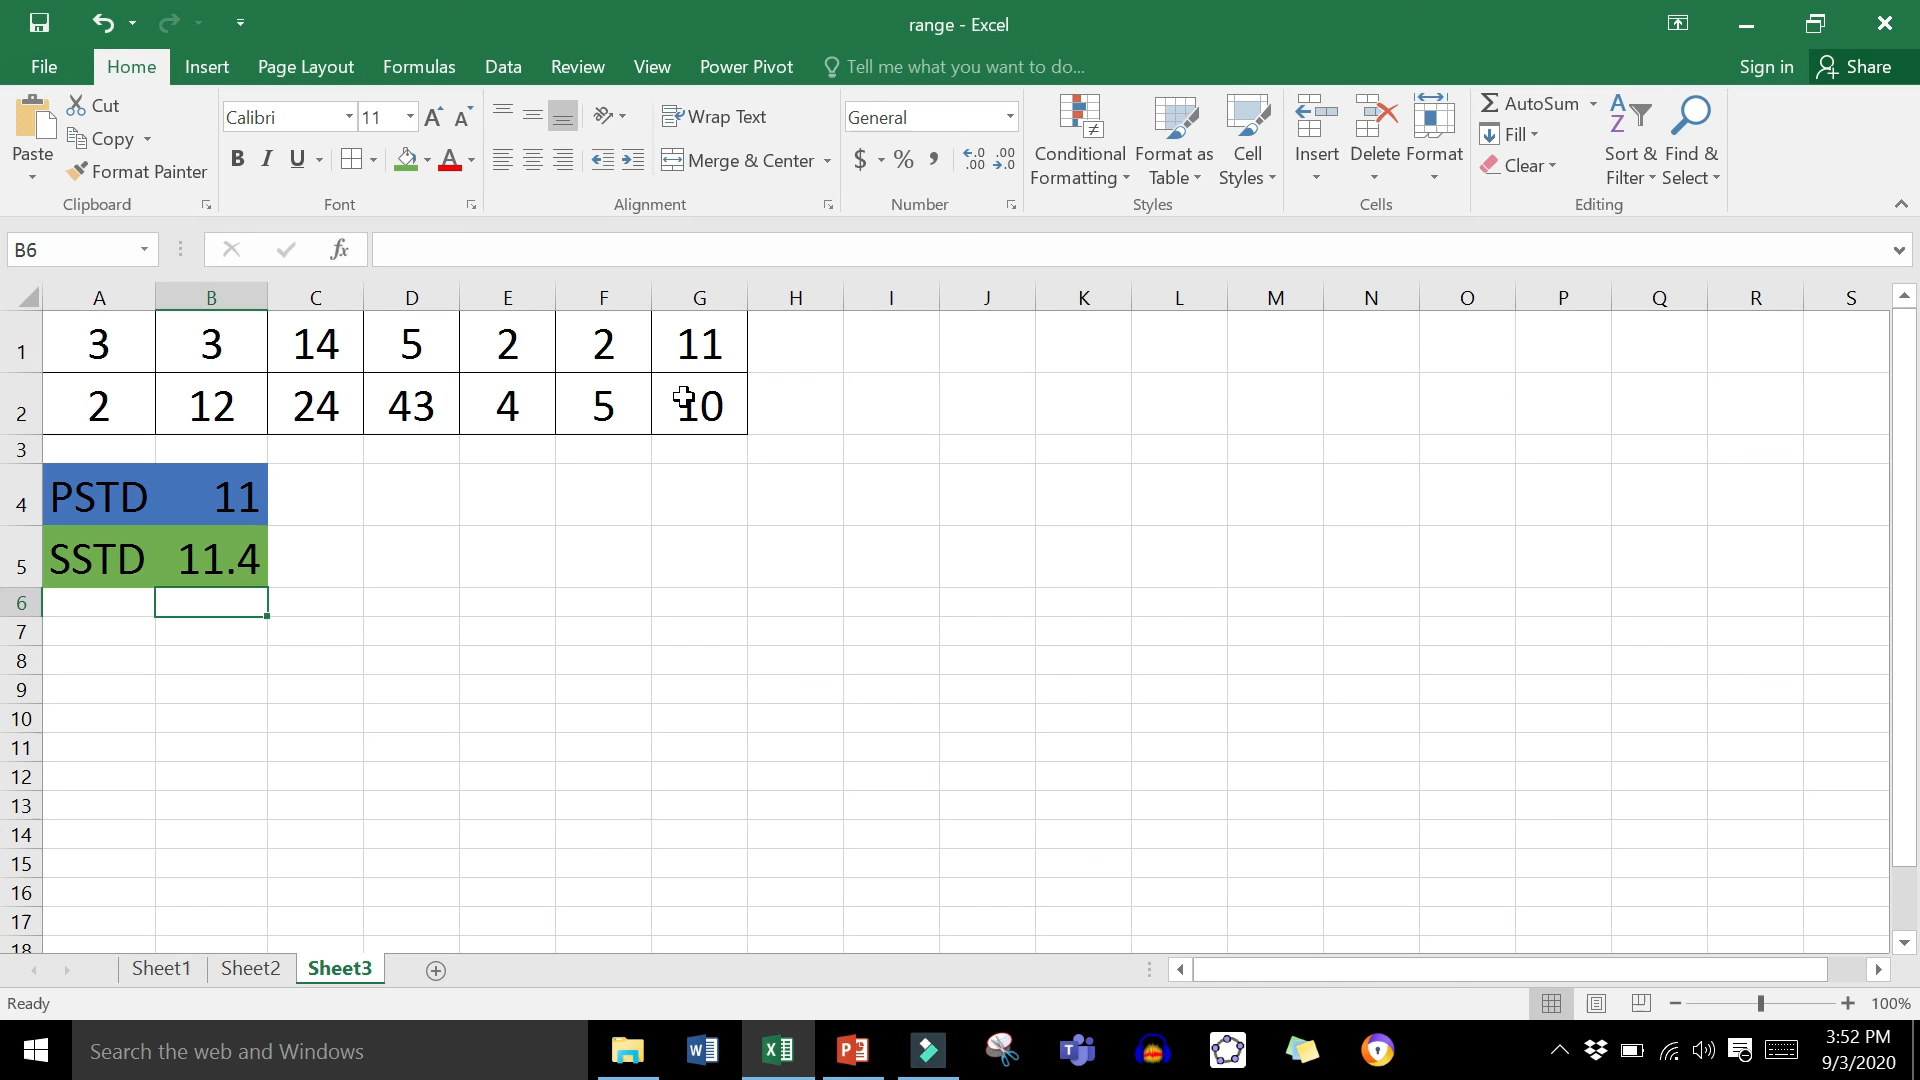 range - Excel
File Home Insert Page Layout Formulas Data Review View Power Pivot Tell me what you want to do... Sign in Share
Paste Cut Copy Format Painter Clipboard
Calibri 11 A A B I U A Font
Wrap Text Merge & Center Alignment
General $ % , .00 .0 Number
Conditional Formatting Format as Table Cell Styles Styles
Insert Delete Format Cells
AutoSum Fill Clear Sort & Filter Find & Select Editing
B6 fx
A B C D E F G H I J K L M N O P Q R S
1 3 3 14 5 2 2 11
2 2 12 24 43 4 5 10
3
4 PSTD 11
5 SSTD 11.4
6
7
8
9
10
11
12
13
14
15
16
17
18
Sheet1 Sheet2 Sheet3
Ready 100%
Search the web and Windows 3:52 PM
9/3/2020